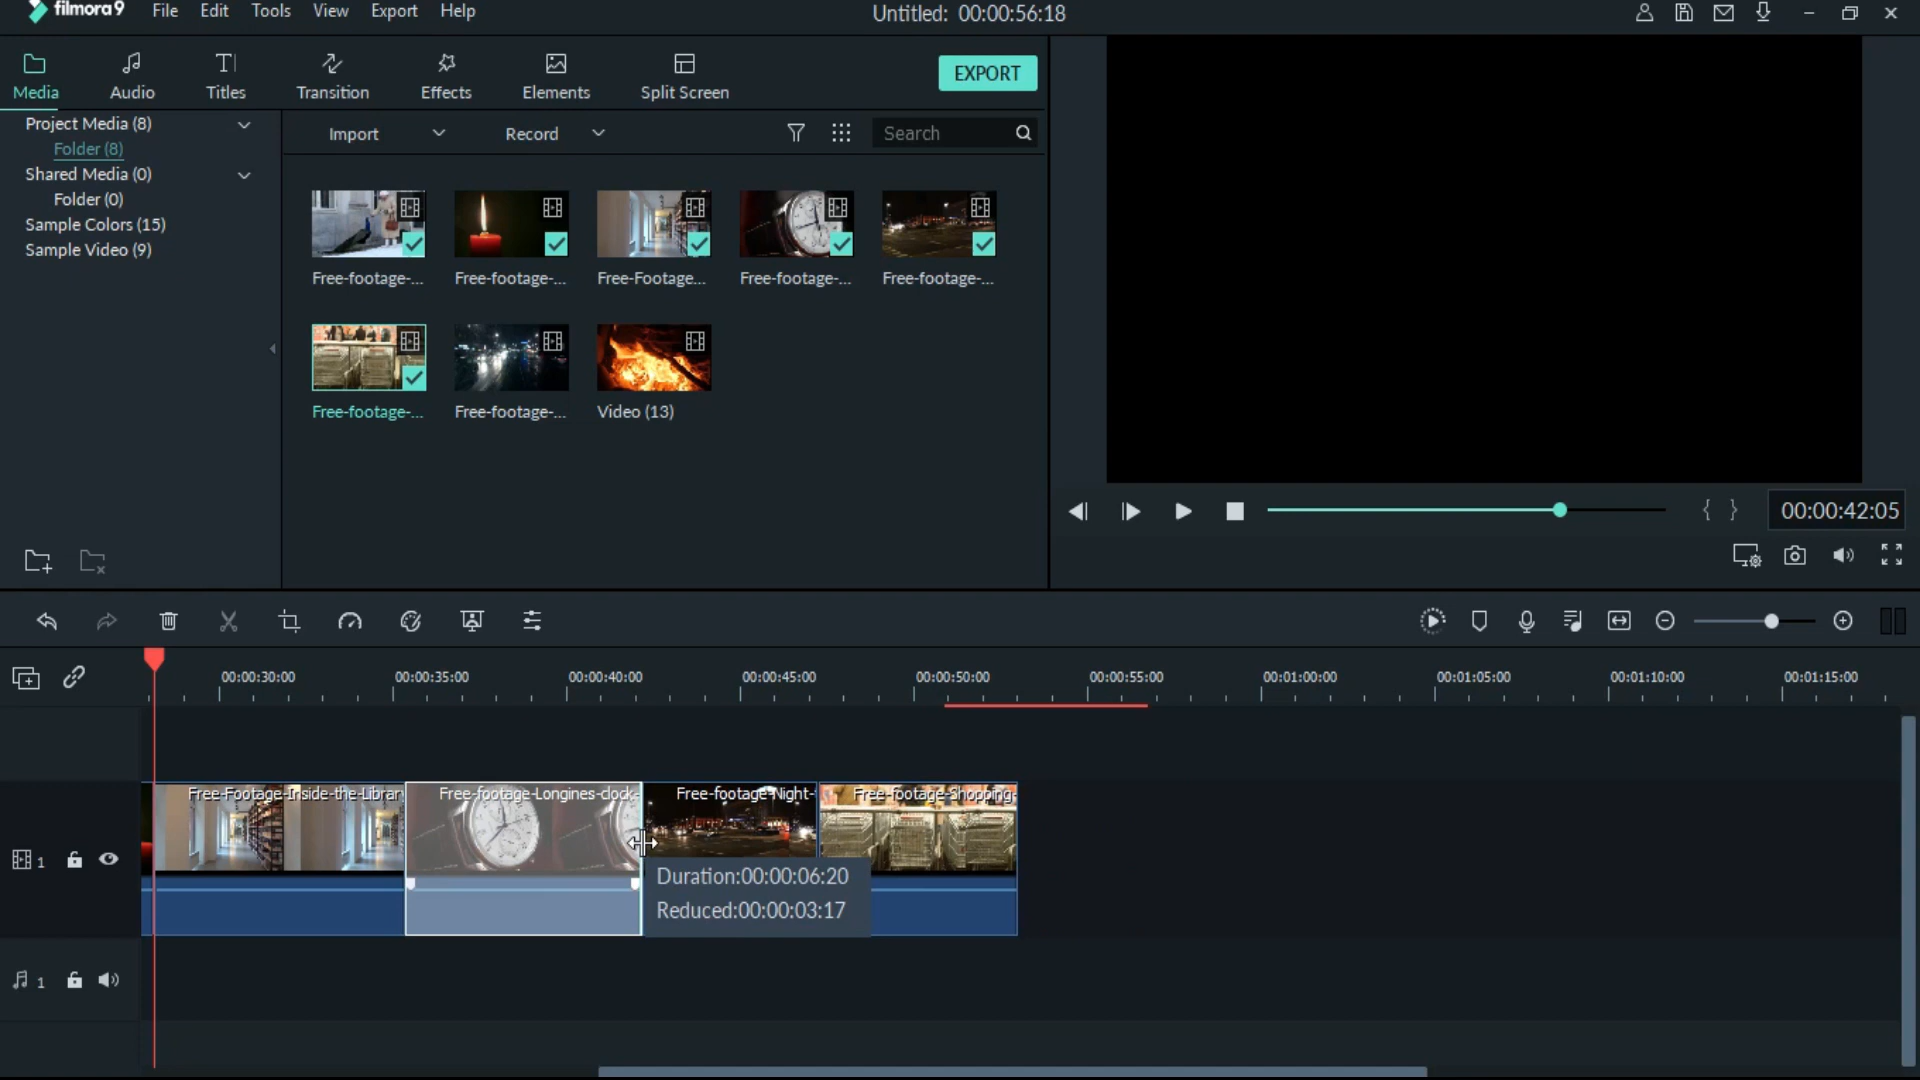 filmora9 File Edit Tools View Export Help Untitled: 00:00:56:18
Media Audio Titles Transition Effects Elements Split Screen EXPORT
Project Media (8)
Folder (8)
Shared Media (0)
Folder (0)
Sample Colors (15)
Sample Video (9)
Import Record Search
Free-footage-... Free-footage-... Free-Footage... Free-footage-... Free-footage-...
Free-footage-... Free-footage-... Video (13)
{ } 00:00:42:05
00:00:30:00 00:00:35:00 00:00:40:00 00:00:45:00 00:00:50:00 00:00:55:00 00:01:00:00 00:01:05:00 00:01:10:00 00:01:15:00
Free-Footage-Inside-the-Librar Free-footage-Longines-clock- Free-footage-Night- Free-footage-Shopping-
1
Duration:00:00:06:20
Reduced:00:00:03:17
1